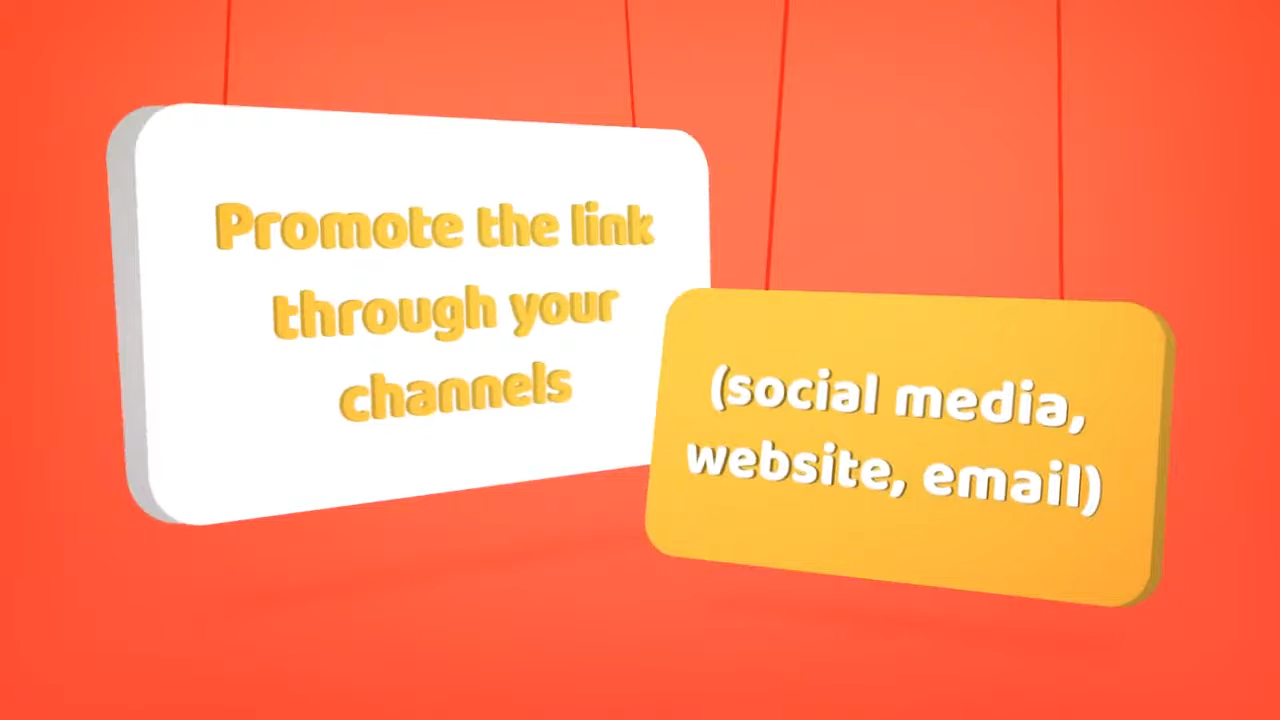 Promote the link
through your
channels
(social media,
website, email)